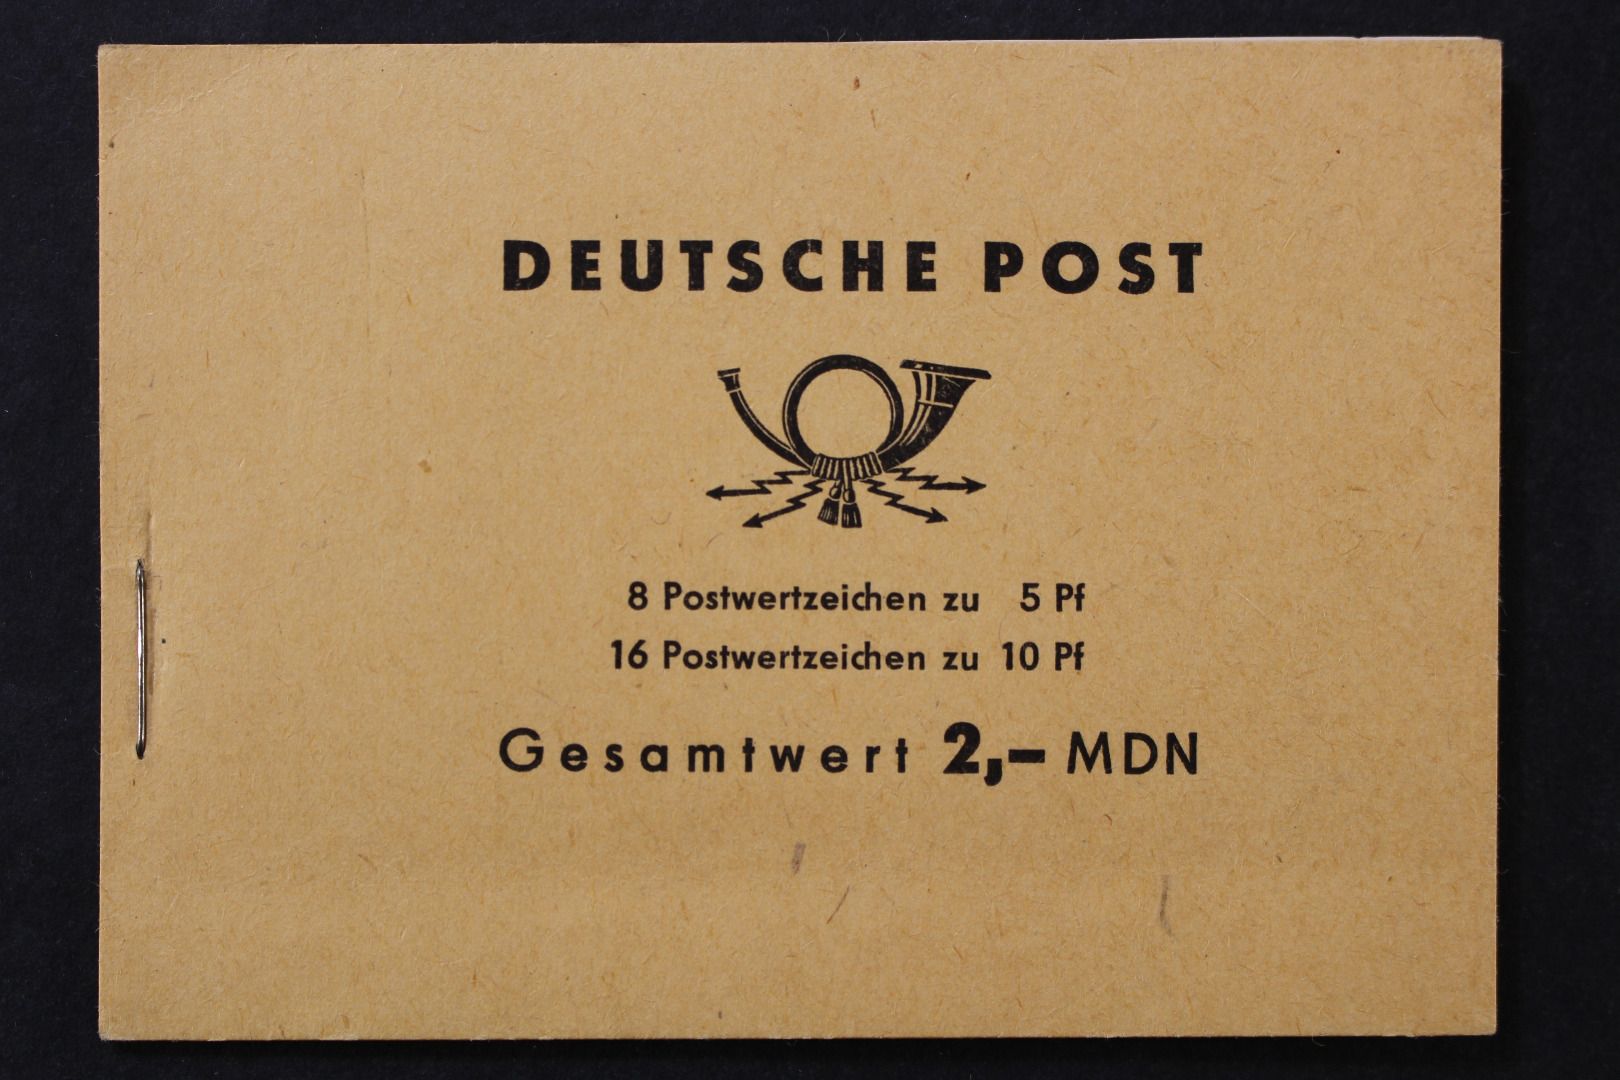 DEUTSCHE POST
8 Postwertzeichen zu 5 Pf
16 Postwertzeichen zu 10 Pf
Gesamtwert 2,– MDN